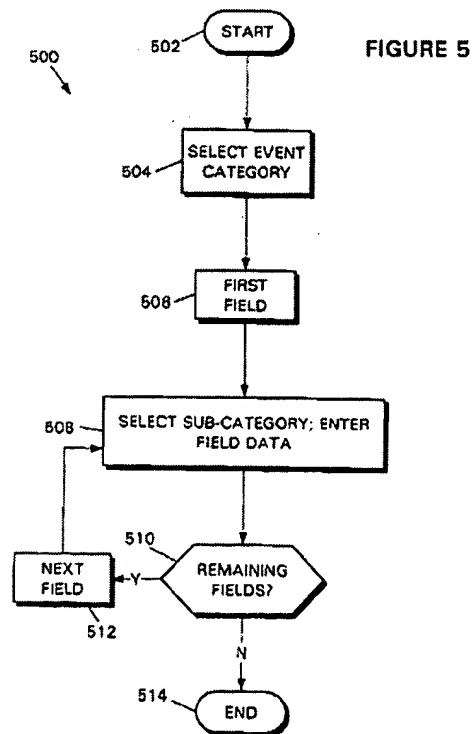 FIGURE 5
500
502
START
504
SELECT EVENT
CATEGORY
508
FIRST
FIELD
508
SELECT SUB-CATEGORY; ENTER
FIELD DATA
510
REMAINING
FIELDS?
Y
NEXT
FIELD
512
N
514
END